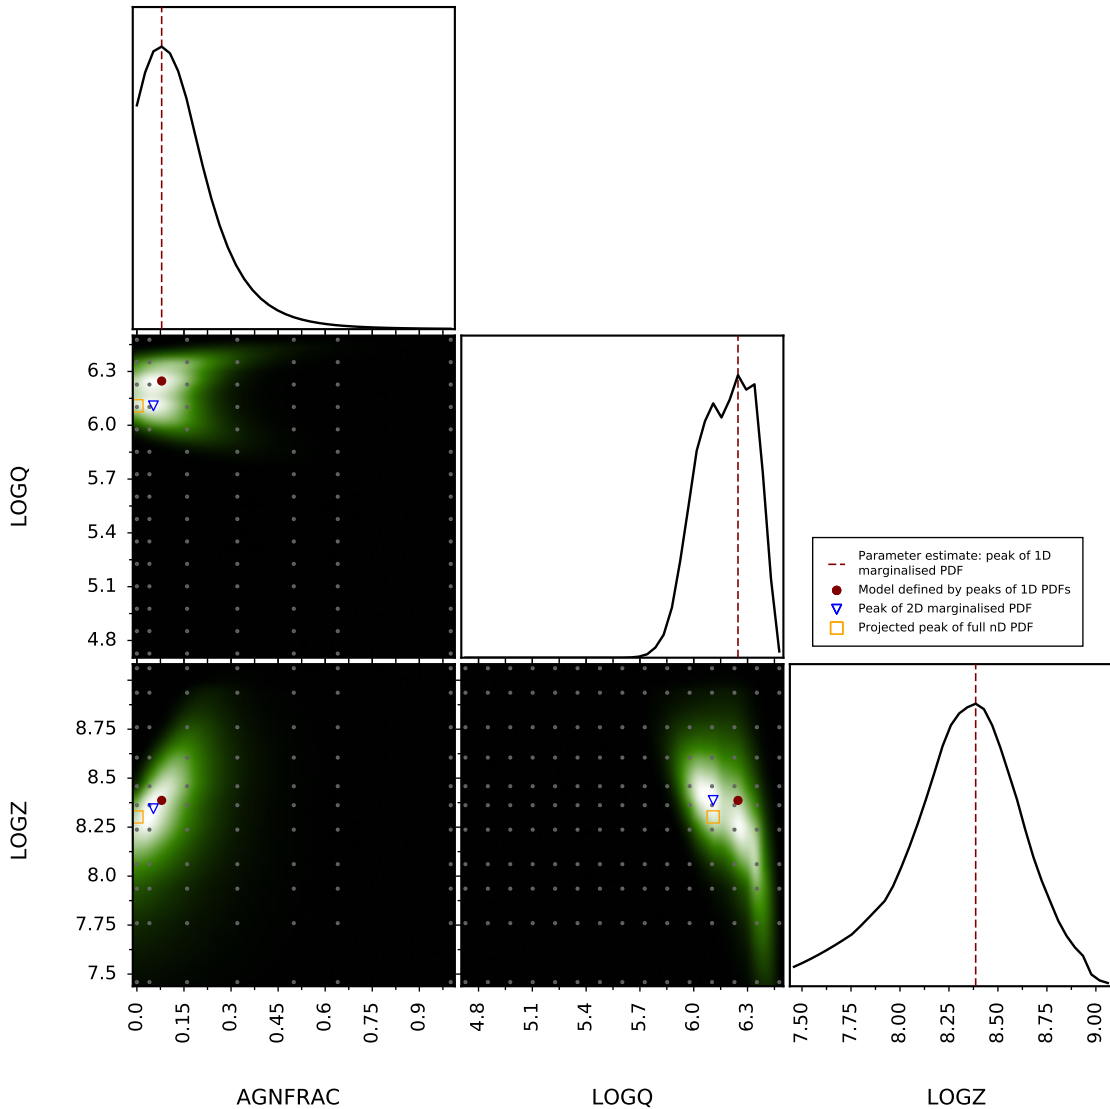 6.3
6.0
5.7
5.4
5.1
4.8
LOGQ
Parameter estimate: peak of 1D
marginalised PDF
Model defined by peaks of 1D PDFs
Peak of 2D marginalised PDF
Projected peak of full nD PDF
8.75
8.5
8.25
8.0
7.75
7.5
LOGZ
0.0 0.15 0.3 0.45 0.6 0.75 0.9
4.8 5.1 5.4 5.7 6.0 6.3
7.50 7.75 8.00 8.25 8.50 8.75 9.00
AGNFRAC
LOGQ
LOGZ